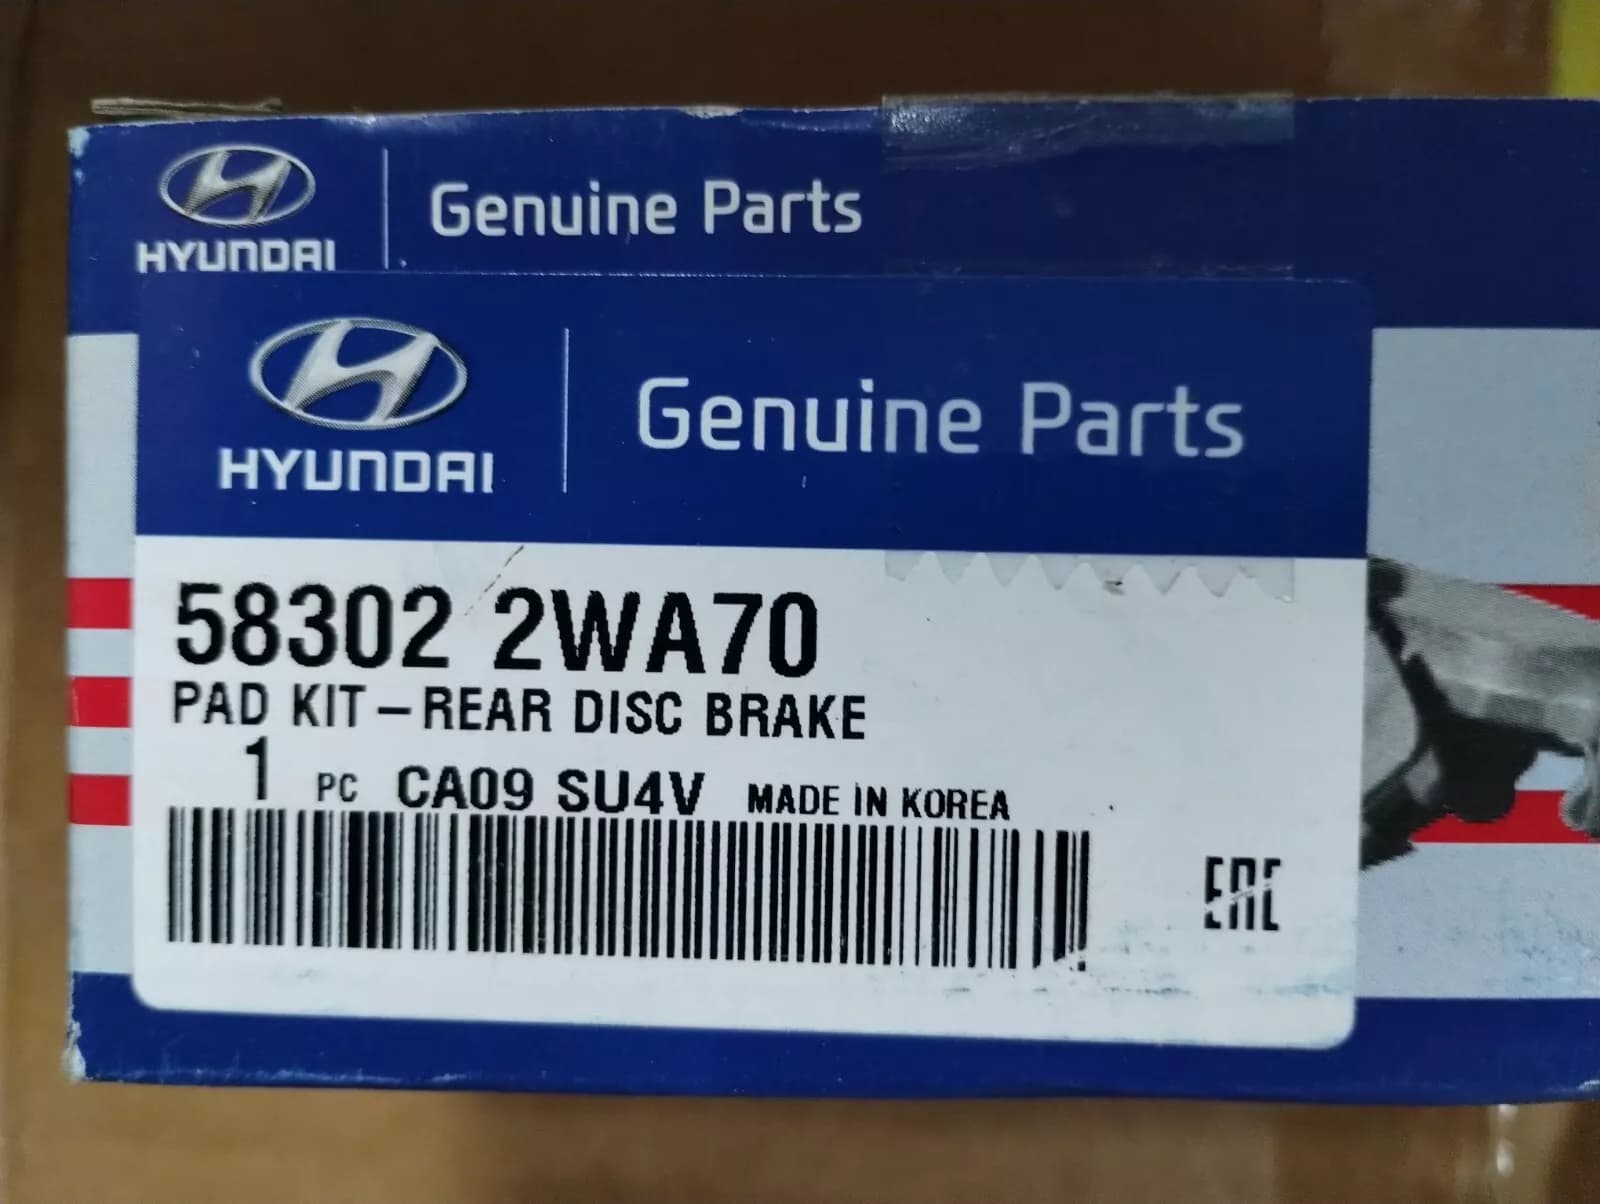 HYUNDAI Genuine Parts
HYUNDAI Genuine Parts
58302 2WA70
PAD KIT-REAR DISC BRAKE
1 PC CA09 SU4V MADE IN KOREA
EAC